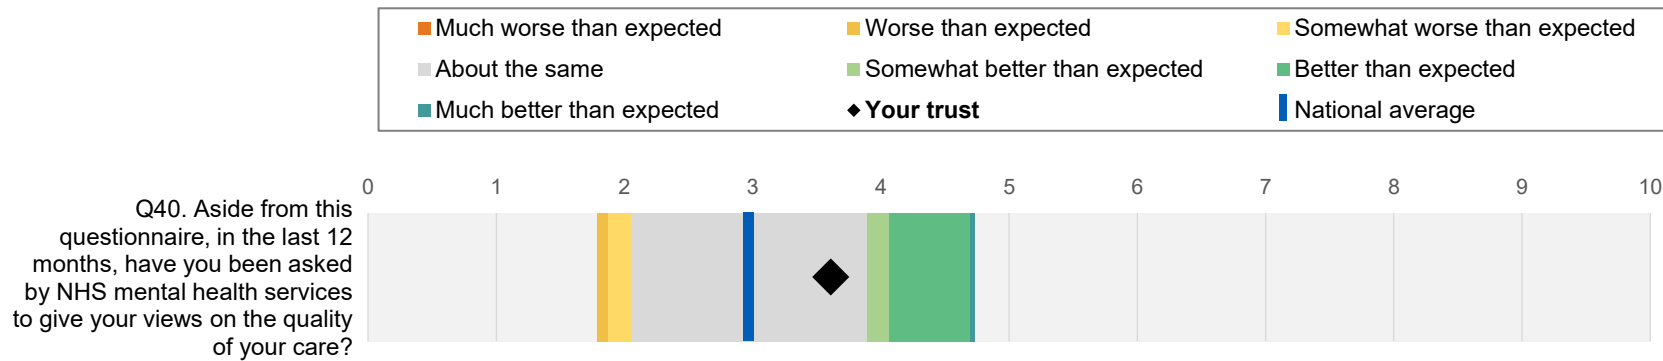 Much worse than expected
Worse than expected
Somewhat worse than expected
About the same
Somewhat better than expected
Better than expected
Much better than expected
Your trust
National average
0 1 2 3 4 5 6 7 8 9 10
Q40. Aside from this
questionnaire, in the last 12
months, have you been asked
by NHS mental health services
to give your views on the quality
of your care?